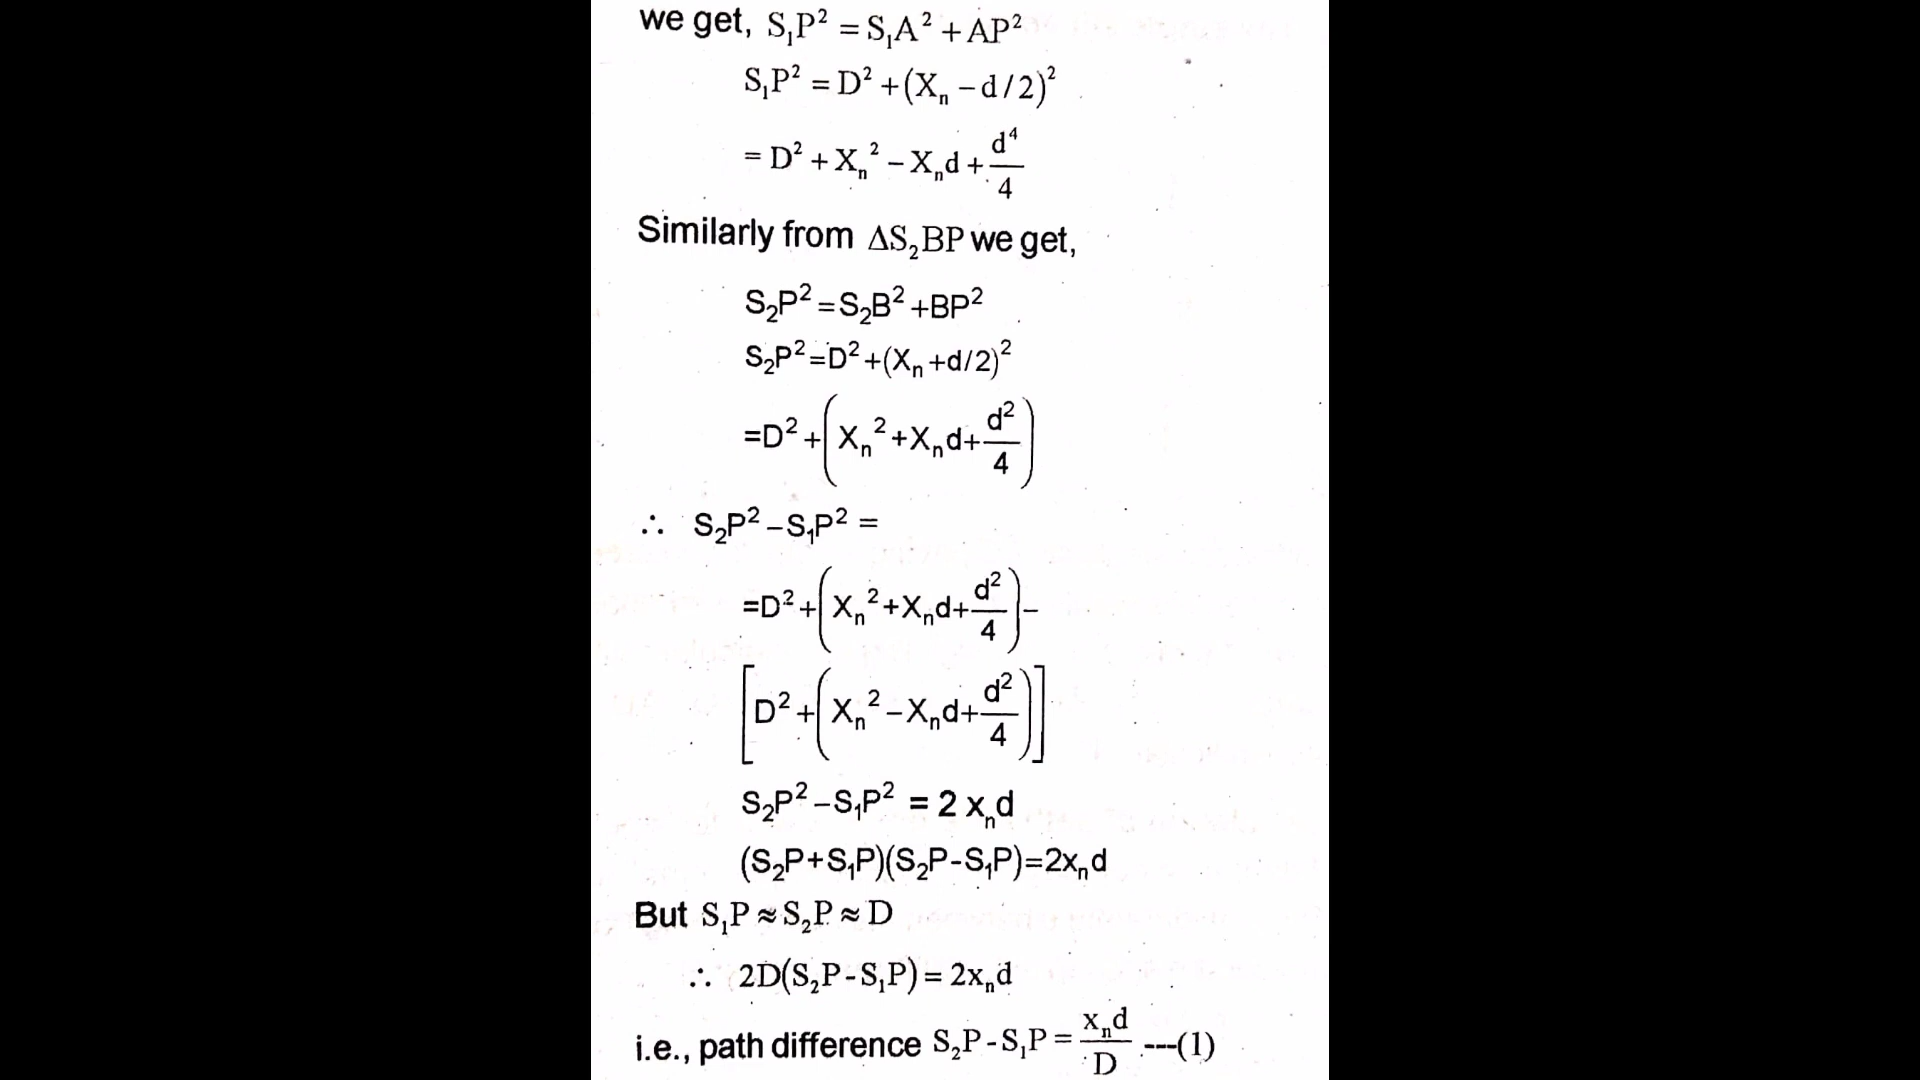 we get, S₁P² = S₁A² + AP²
S₁P² = D² + (Xₙ − d/2)²
= D² + Xₙ² − Xₙd + d⁴/4
Similarly from ΔS₂BP we get,
S₂P² = S₂B² + BP²
S₂P² = D² + (Xₙ + d/2)²
= D² + (Xₙ² + Xₙd + d²/4)
∴ S₂P² − S₁P² =
= D² + (Xₙ² + Xₙd + d²/4) −
[D² + (Xₙ² − Xₙd + d²/4)]
S₂P² − S₁P² = 2 xₙd
(S₂P + S₁P)(S₂P - S₁P) = 2xₙd
But S₁P ≈ S₂P ≈ D
∴ 2D(S₂P - S₁P) = 2xₙd
i.e., path difference S₂P - S₁P = xₙd/D ---(1)